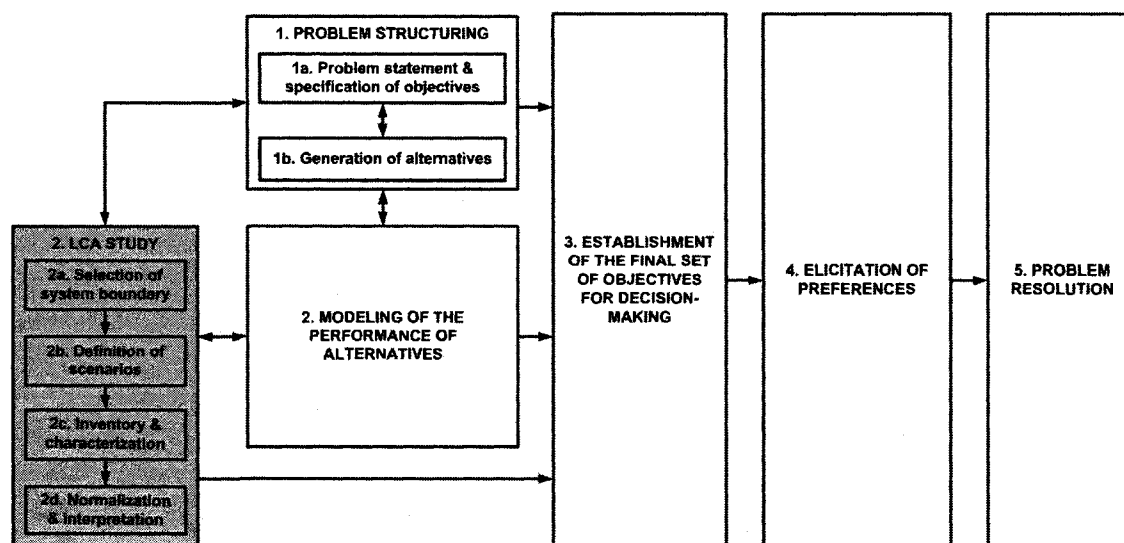 1. PROBLEM STRUCTURING
1a. Problem statement &
specification of objectives
1b. Generation of alternatives
2. LCA STUDY
2a. Selection of
system boundary
2b. Definition of
scenarios
2c. Inventory &
characterization
2d. Normalization
& interpretation
2. MODELING OF THE
PERFORMANCE OF
ALTERNATIVES
3. ESTABLISHMENT
OF THE FINAL SET
OF OBJECTIVES
FOR DECISION-
MAKING
4. ELICITATION OF
PREFERENCES
5. PROBLEM
RESOLUTION